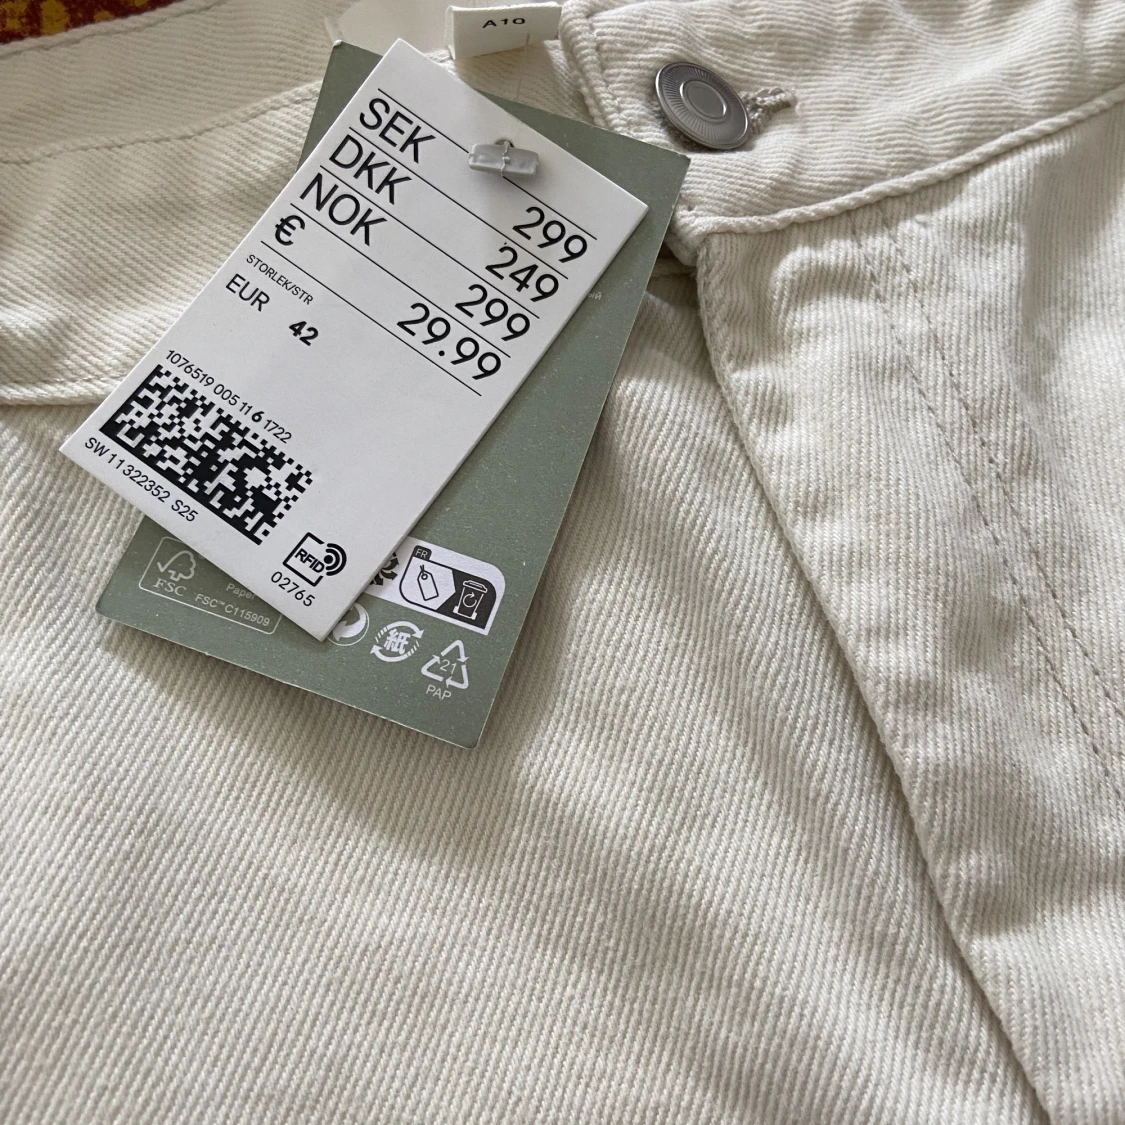 A10
SEK 299
DKK 249
NOK 299
€ 29.99
STORLEK/STR
EUR 42
1076519 005 11 6 1722
SW 11322352 S25
RFID
02765
FR
FSC
Paper
FSC™ C115909
紙
21
PAP